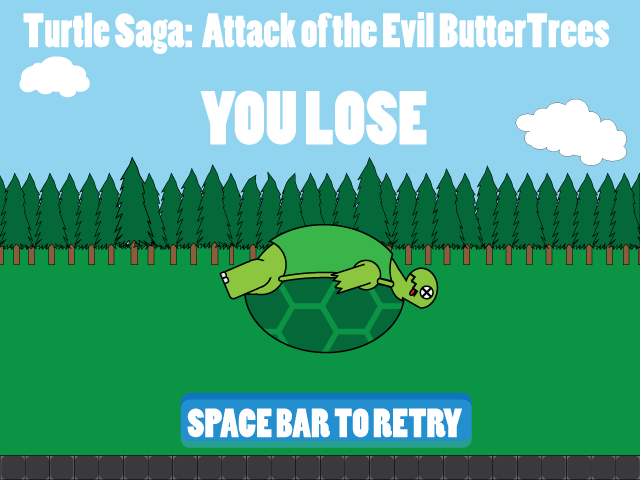 Turtle Saga: Attack of the Evil ButterTrees
YOU LOSE
SPACE BAR TO RETRY